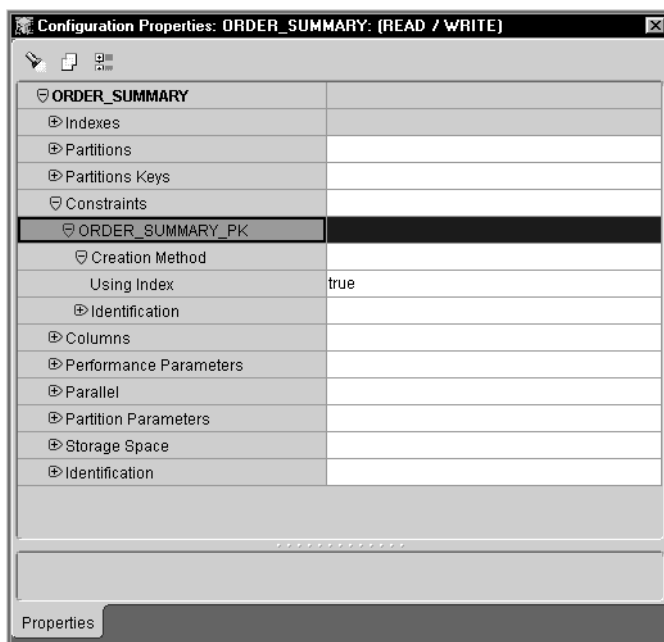 Configuration Properties: ORDER_SUMMARY: (READ / WRITE)
ORDER_SUMMARY
Indexes
Partitions
Partitions Keys
Constraints
ORDER_SUMMARY_PK
Creation Method
Using Index true
Identification
Columns
Performance Parameters
Parallel
Partition Parameters
Storage Space
Identification
Properties